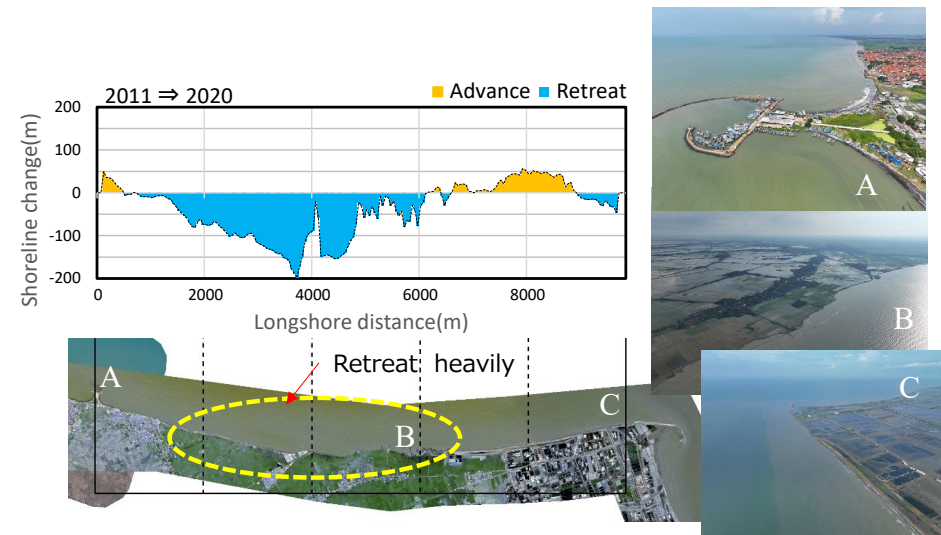 2011 ⇒ 2020
Advance Retreat
Shoreline change(m)
200
100
0
-100
-200
0 2000 4000 6000 8000
Longshore distance(m)
Retreat heavily
A
B
C
A
B
C